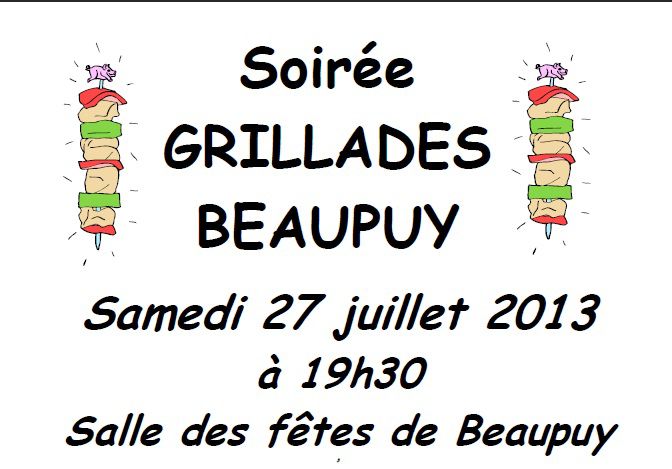 Soirée
GRILLADES
BEAUPUY
Samedi 27 juillet 2013
à 19h30
Salle des fêtes de Beaupuy